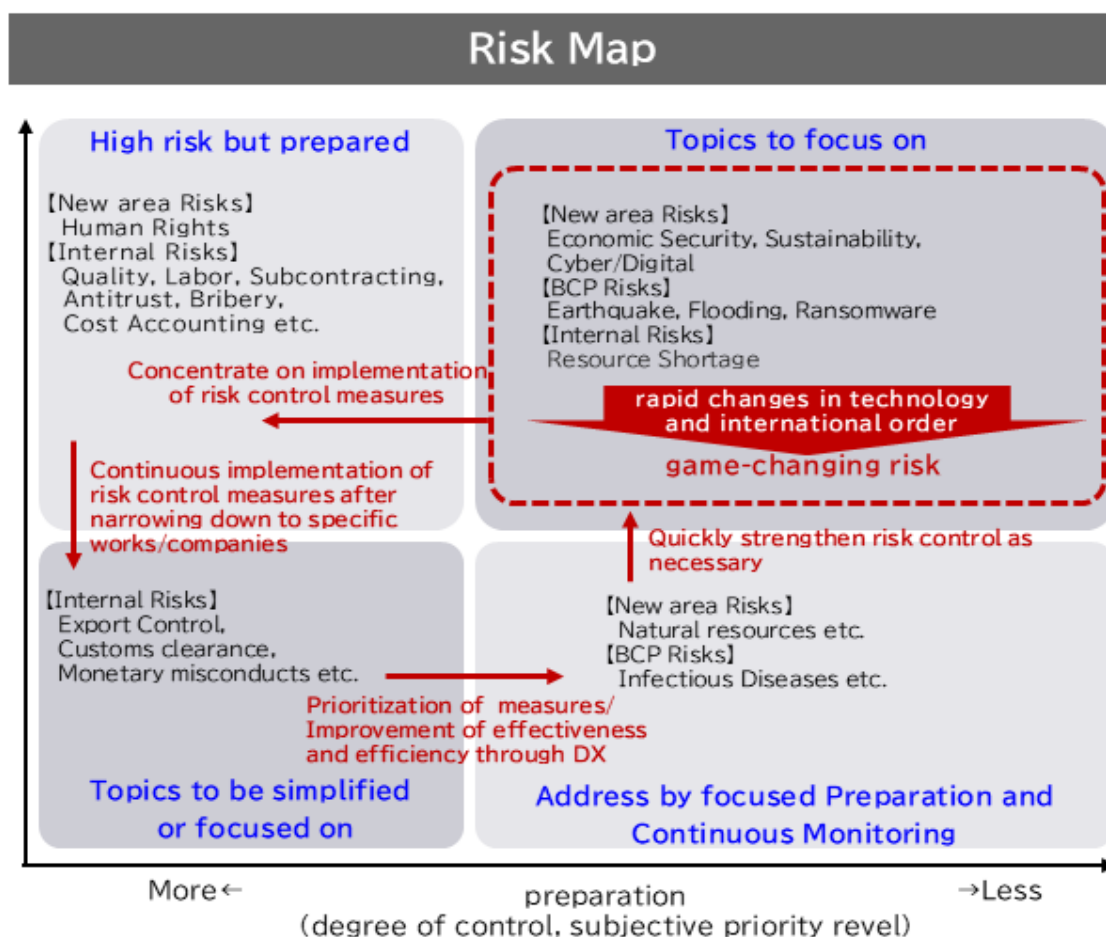 Risk Map
High risk but prepared
【New area Risks】
Human Rights
【Internal Risks】
Quality, Labor, Subcontracting,
Antitrust, Bribery,
Cost Accounting etc.
Topics to focus on
【New area Risks】
Economic Security, Sustainability,
Cyber/Digital
【BCP Risks】
Earthquake, Flooding, Ransomware
【Internal Risks】
Resource Shortage
rapid changes in technology
and international order
game-changing risk
Concentrate on implementation
of risk control measures
Continuous implementation of
risk control measures after
narrowing down to specific
works/companies
Quickly strengthen risk control as
necessary
【Internal Risks】
Export Control,
Customs clearance,
Monetary misconducts etc.
【New area Risks】
Natural resources etc.
【BCP Risks】
Infectious Diseases etc.
Prioritization of measures/
Improvement of effectiveness
and efficiency through DX
Topics to be simplified
or focused on
Address by focused Preparation and
Continuous Monitoring
More←
preparation
→Less
(degree of control, subjective priority revel)